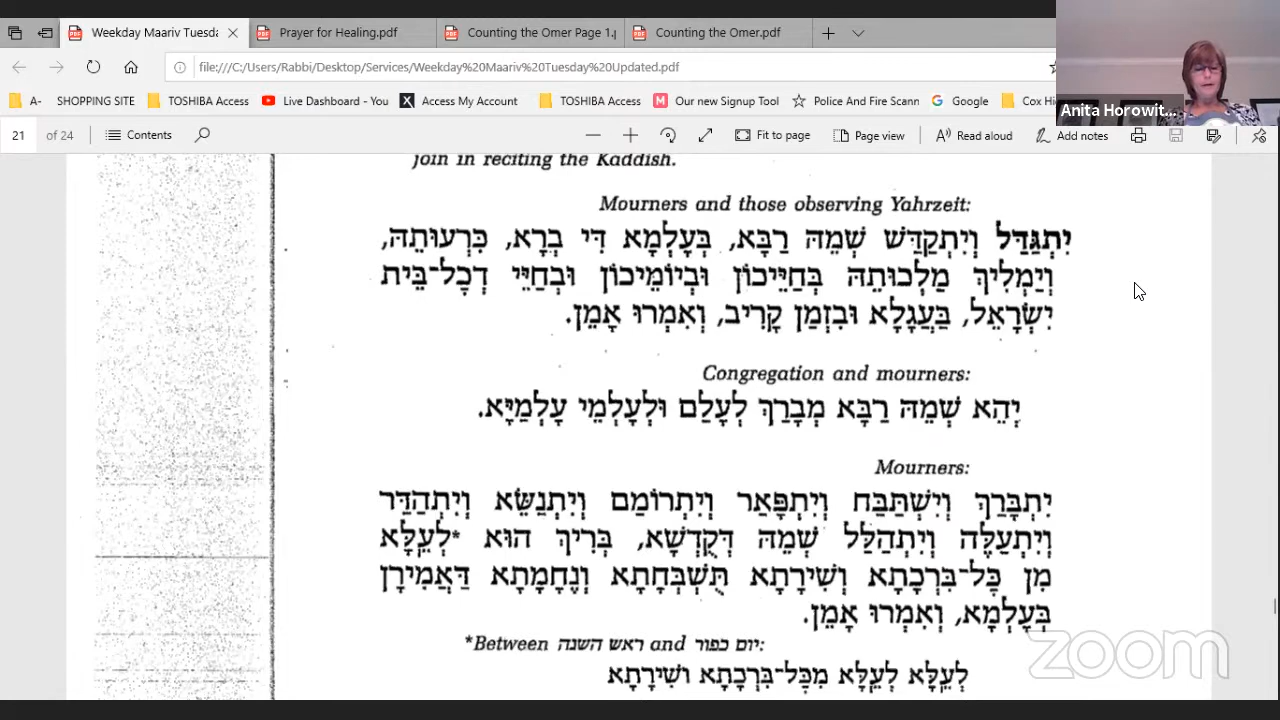 Weekday Maariv Tuesda
Prayer for Healing.pdf
Counting the Omer Page 1.
Counting the Omer.pdf
file:///C:/Users/Rabbi/Desktop/Services/Weekday%20Maariv%20Tuesday%20Updated.pdf
A- SHOPPING SITE TOSHIBA Access Live Dashboard - You Access My Account TOSHIBA Access Our new Signup Tool Police And Fire Scann Google Cox Hi
Anita Horowit...
21 of 24 Contents Fit to page Page view Read aloud Add notes
join in reciting the Kaddish.
Mourners and those observing Yahrzeit:
יִתְגַּדַּל וְיִתְקַדַּשׁ שְׁמֵהּ רַבָּא, בְּעָלְמָא דִּי בְרָא, כִּרְעוּתֵהּ,
וְיַמְלִיךְ מַלְכוּתֵהּ בְּחַיֵּיכוֹן וּבְיוֹמֵיכוֹן וּבְחַיֵּי דְכָל־בֵּית
יִשְׂרָאֵל, בַּעֲגָלָא וּבִזְמַן קָרִיב, וְאִמְרוּ אָמֵן.
Congregation and mourners:
יְהֵא שְׁמֵהּ רַבָּא מְבָרַךְ לְעָלַם וּלְעָלְמֵי עָלְמַיָּא.
Mourners:
יִתְבָּרַךְ וְיִשְׁתַּבַּח וְיִתְפָּאַר וְיִתְרוֹמַם וְיִתְנַשֵּׂא וְיִתְהַדַּר
וְיִתְעַלֶּה וְיִתְהַלַּל שְׁמֵהּ דְּקֻדְשָׁא, בְּרִיךְ הוּא *לְעֵלָּא
מִן כָּל־בִּרְכָתָא וְשִׁירָתָא תֻּשְׁבְּחָתָא וְנֶחָמָתָא דַּאֲמִירָן
בְּעָלְמָא, וְאִמְרוּ אָמֵן.
*Between ראש השנה and יום כפור:
לְעֵלָּא לְעֵלָּא מִכָּל־בִּרְכָתָא וְשִׁירָתָא
zoom